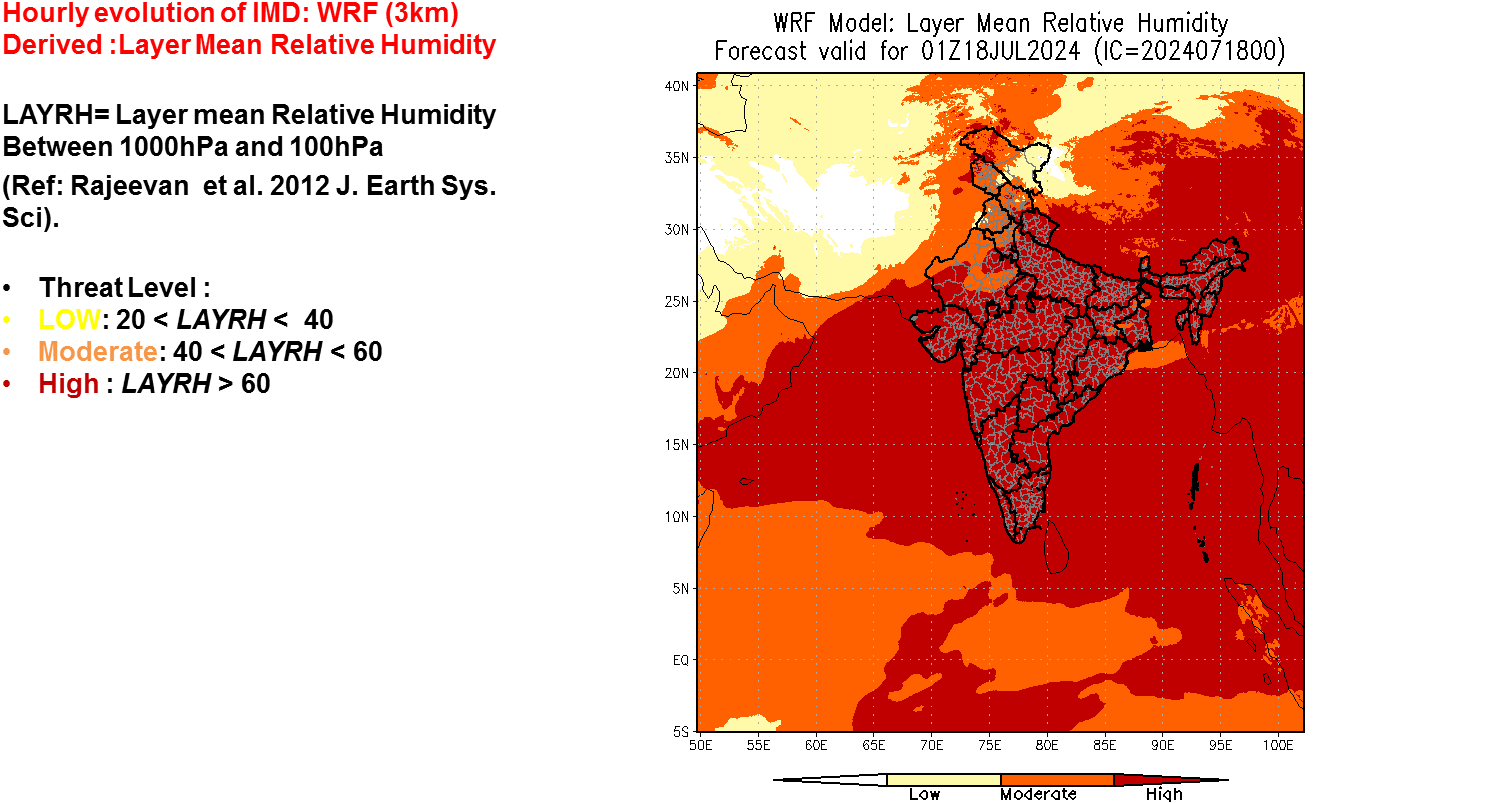 Hourly evolution of IMD: WRF (3km)
Derived :Layer Mean Relative Humidity
LAYRH= Layer mean Relative Humidity
Between 1000hPa and 100hPa
(Ref: Rajeevan et al. 2012 J. Earth Sys.
Sci).
• Threat Level :
• LOW: 20 < LAYRH < 40
• Moderate: 40 < LAYRH < 60
• High : LAYRH > 60
WRF Model: Layer Mean Relative Humidity
Forecast valid for 01Z18JUL2024 (IC=2024071800)
40N
35N
30N
25N
20N
15N
10N
5N
EQ
5S
50E 55E 60E 65E 70E 75E 80E 85E 90E 95E 100E
Low Moderate High